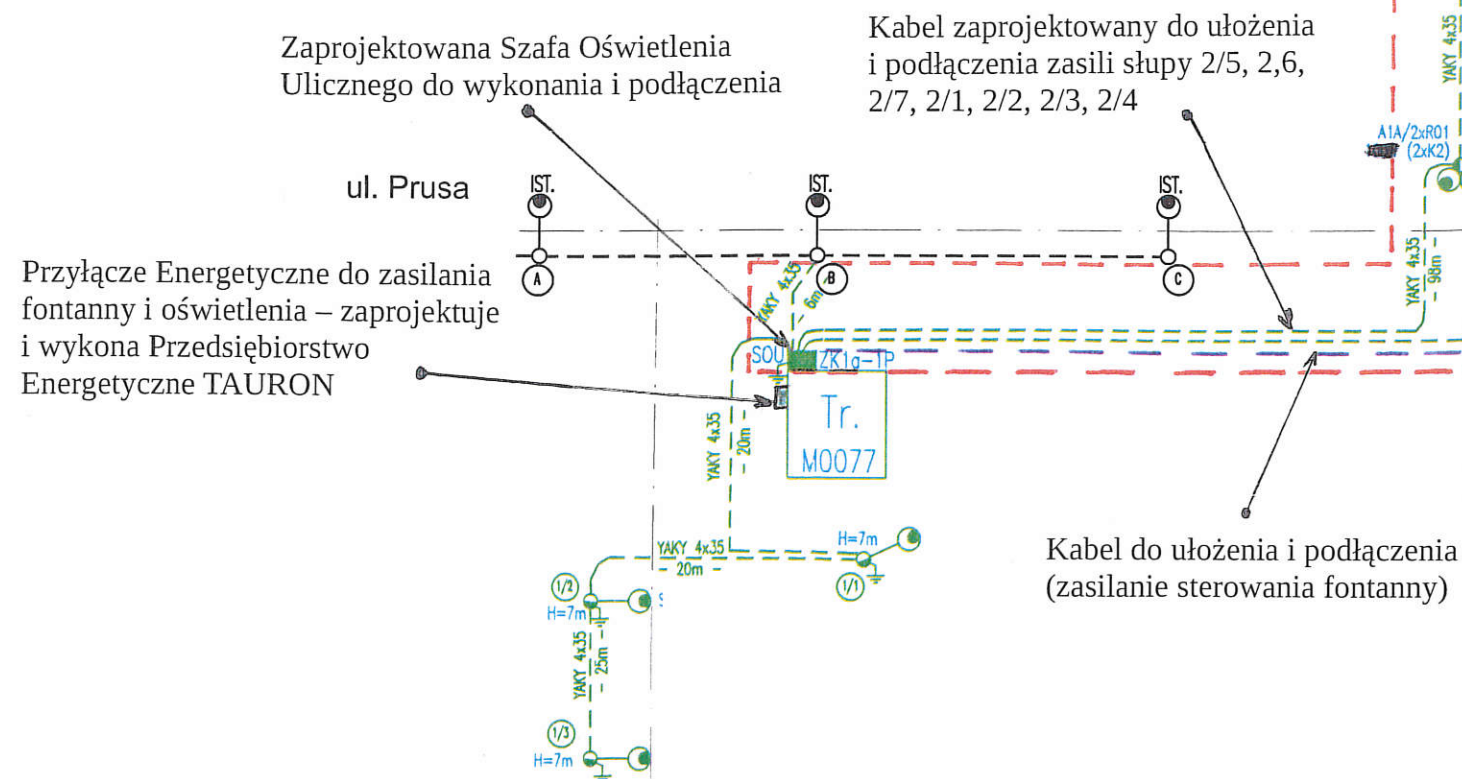 Zaprojektowana Szafa Oświetlenia
Ulicznego do wykonania i podłączenia
Kabel zaprojektowany do ułożenia
i podłączenia zasili słupy 2/5, 2,6,
2/7, 2/1, 2/2, 2/3, 2/4
YAKY 4x35
A1A/2xR01
(2xK2)
ul. Prusa
IST.
IST.
IST.
A
B
C
Przyłącze Energetyczne do zasilania
fontanny i oświetlenia – zaprojektuje
i wykona Przedsiębiorstwo
Energetyczne TAURON
YAKY 4x35
6m
YAKY 4x35
- 98m -
SOU
ZK1a-1P
Tr.
M0077
YAKY 4x35
- 20m -
YAKY 4x35
- 20m -
H=7m
1/1
1/2
H=7m
YAKY 4x35
- 25m -
1/3
H=7m
Kabel do ułożenia i podłączenia
(zasilanie sterowania fontanny)